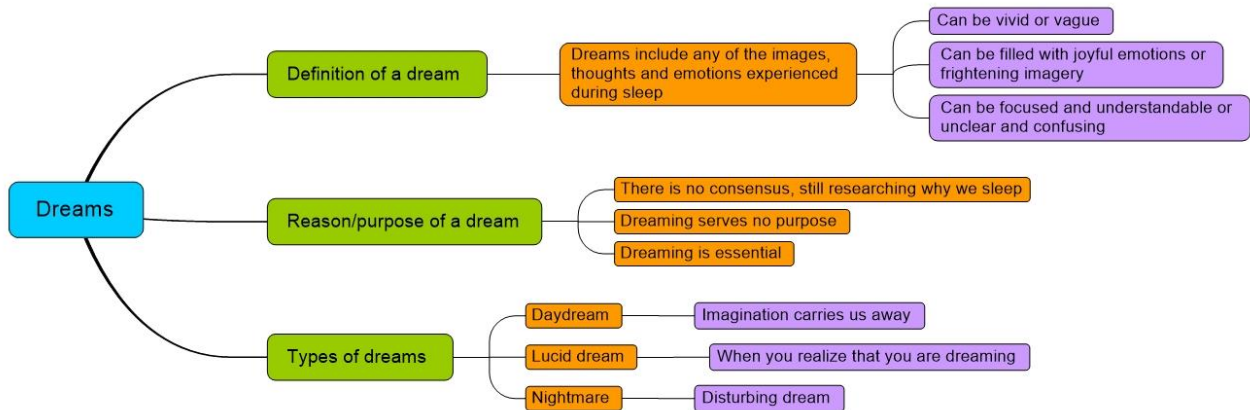 Dreams
Definition of a dream
Dreams include any of the images,
thoughts and emotions experienced
during sleep
Can be vivid or vague
Can be filled with joyful emotions or
frightening imagery
Can be focused and understandable or
unclear and confusing
Reason/purpose of a dream
There is no consensus, still researching why we sleep
Dreaming serves no purpose
Dreaming is essential
Types of dreams
Daydream
Imagination carries us away
Lucid dream
When you realize that you are dreaming
Nightmare
Disturbing dream